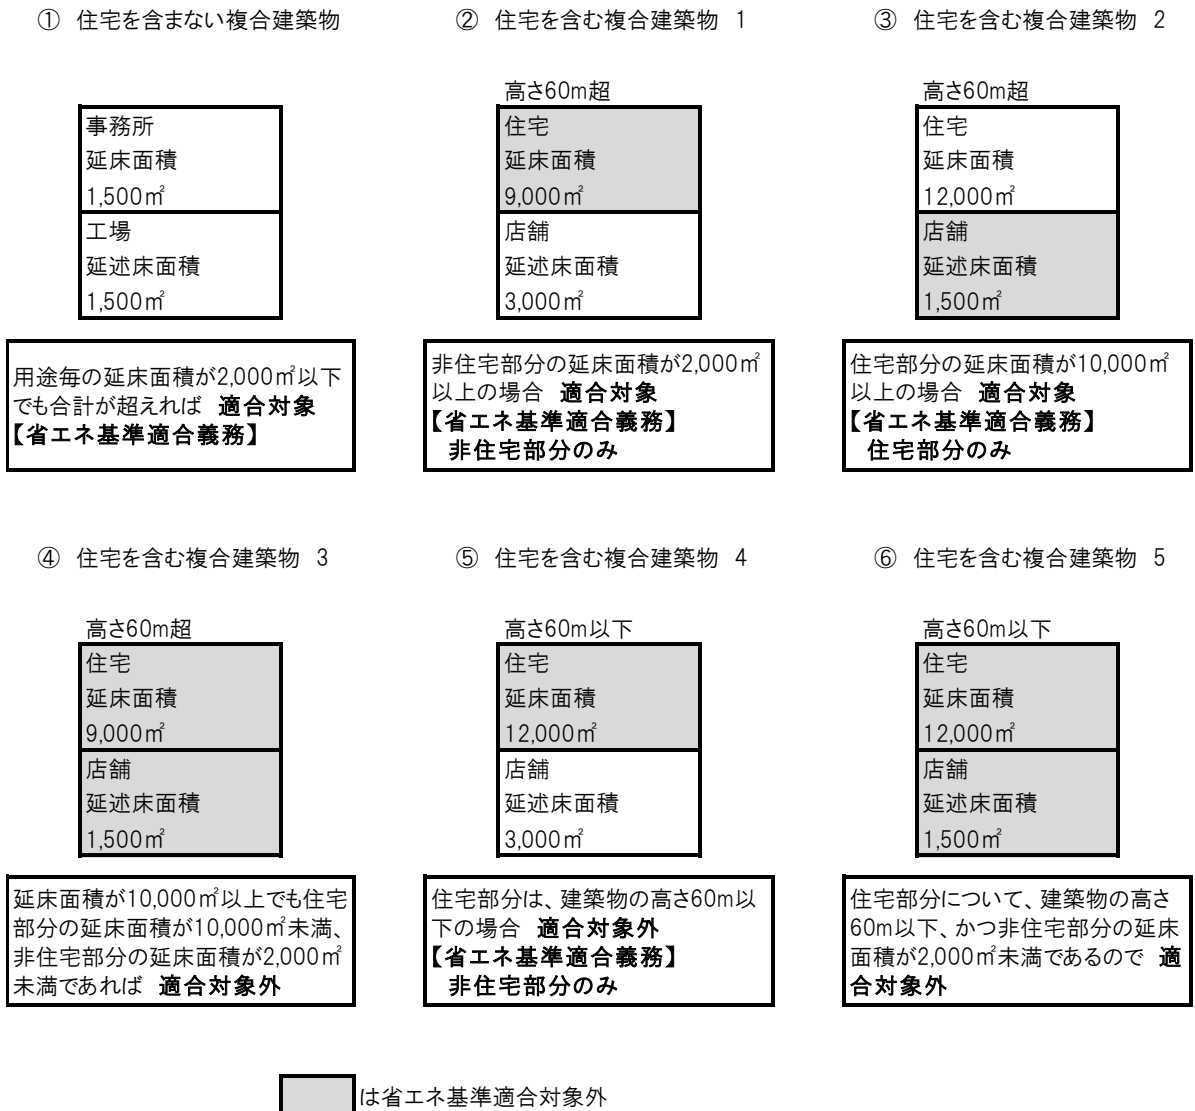 ① 住宅を含まない複合建築物
事務所
延床面積
1,500㎡
工場
延述床面積
1,500㎡
用途毎の延床面積が2,000㎡以下
でも合計が超えれば 適合対象
【省エネ基準適合義務】
② 住宅を含む複合建築物 1
高さ60m超
住宅
延床面積
9,000㎡
店舗
延述床面積
3,000㎡
非住宅部分の延床面積が2,000㎡
以上の場合 適合対象
【省エネ基準適合義務】
非住宅部分のみ
③ 住宅を含む複合建築物 2
高さ60m超
住宅
延床面積
12,000㎡
店舗
延述床面積
1,500㎡
住宅部分の延床面積が10,000㎡
以上の場合 適合対象
【省エネ基準適合義務】
住宅部分のみ
④ 住宅を含む複合建築物 3
高さ60m超
住宅
延床面積
9,000㎡
店舗
延述床面積
1,500㎡
延床面積が10,000㎡以上でも住宅
部分の延床面積が10,000㎡未満、
非住宅部分の延床面積が2,000㎡
未満であれば 適合対象外
⑤ 住宅を含む複合建築物 4
高さ60m以下
住宅
延床面積
12,000㎡
店舗
延述床面積
3,000㎡
住宅部分は、建築物の高さ60m以
下の場合 適合対象外
【省エネ基準適合義務】
非住宅部分のみ
⑥ 住宅を含む複合建築物 5
高さ60m以下
住宅
延床面積
12,000㎡
店舗
延述床面積
1,500㎡
住宅部分について、建築物の高さ
60m以下、かつ非住宅部分の延床
面積が2,000㎡未満であるので 適
合対象外
は省エネ基準適合対象外